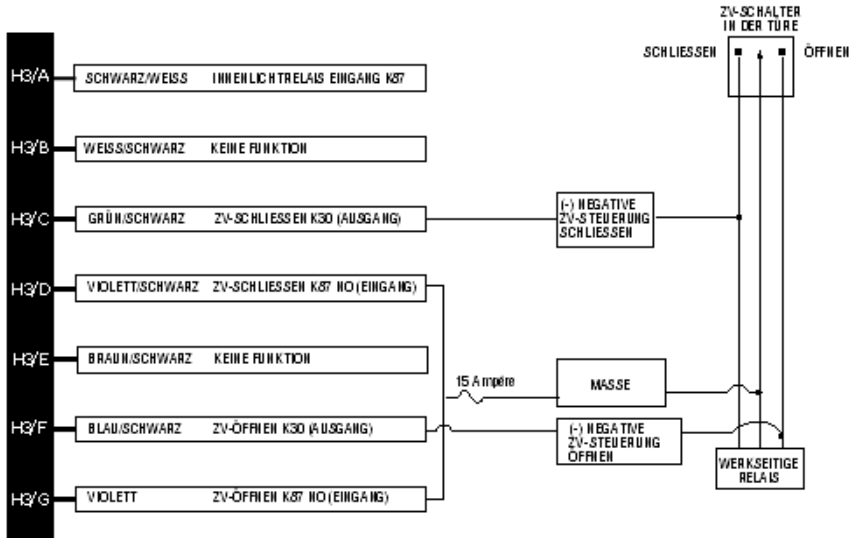 ZV-SCHALTER
IN DER TÜRE
SCHLIESSEN ÖFFNEN
H3/A SCHWARZ/WEISS INNENLICHTRELAIS EINGANG K87
H3/B WEISS/SCHWARZ KEINE FUNKTION
H3/C GRÜN/SCHWARZ ZV-SCHLIESSEN K30 (AUSGANG)
(-) NEGATIVE
ZV-STEUERUNG
SCHLIESSEN
H3/D VIOLETT/SCHWARZ ZV-SCHLIESSEN K87 NO (EINGANG)
H3/E BRAUN/SCHWARZ KEINE FUNKTION
15 Ampére
MASSE
H3/F BLAU/SCHWARZ ZV-ÖFFNEN K30 (AUSGANG)
(-) NEGATIVE
ZV-STEUERUNG
ÖFFNEN
WERKSEITIGE
RELAIS
H3/G VIOLETT ZV-ÖFFNEN K87 NO (EINGANG)